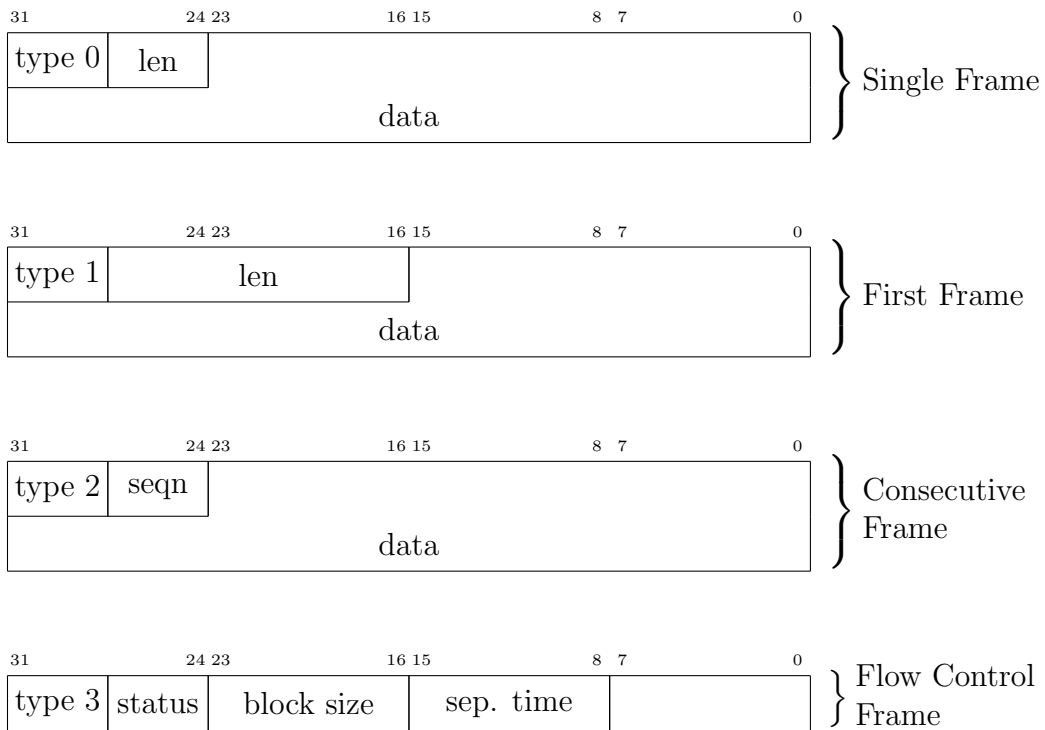 31 24 23 16 15 8 7 0
type 0 len
Single Frame
data
31 24 23 16 15 8 7 0
type 1 len
First Frame
data
31 24 23 16 15 8 7 0
type 2 seqn
Consecutive
Frame
data
31 24 23 16 15 8 7 0
type 3 status block size sep. time
Flow Control
Frame